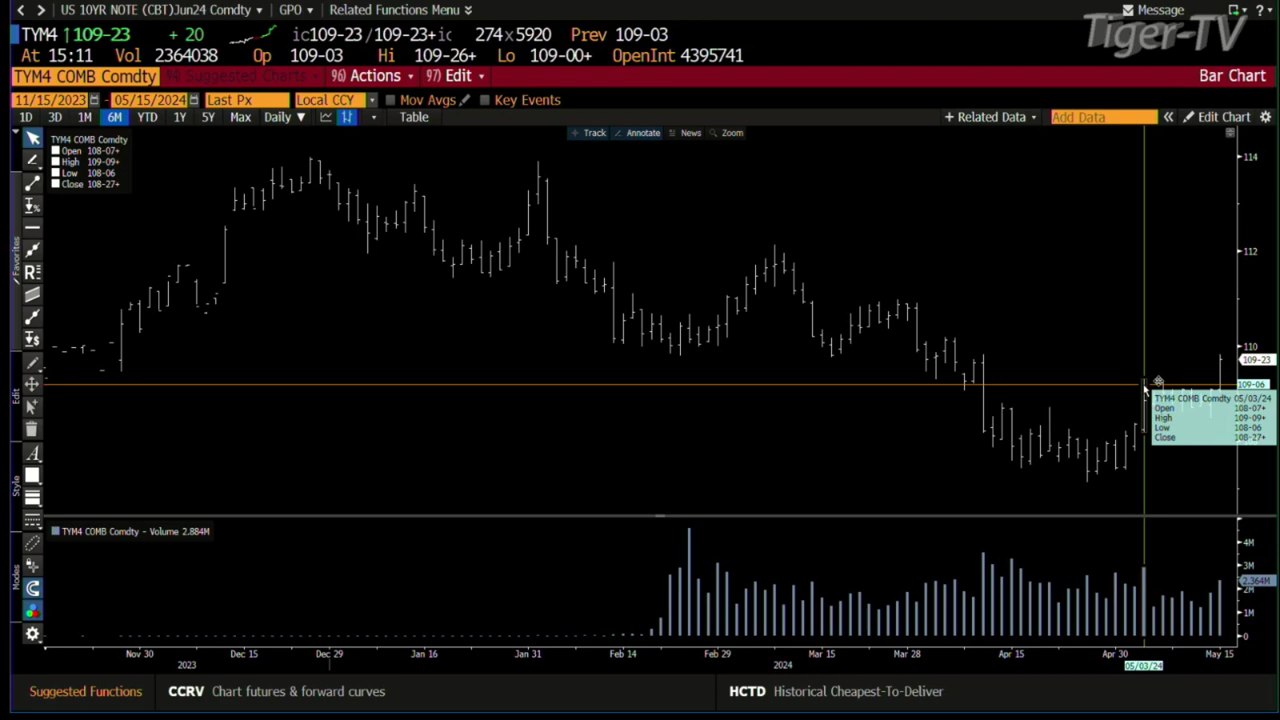 US 10YR NOTE (CBT)Jun24 Comdty GPO Related Functions Menu Message
Tiger-TV
TYM4 ↑109-23 + 20 ic109-23 /109-23+ic 274x5920 Prev 109-03
At 15:11 Vol 2364038 Op 109-03 Hi 109-26+ Lo 109-00+ OpenInt 4395741
TYM4 COMB Comdty 94) Suggested Charts 96) Actions 97) Edit Bar Chart
11/15/2023 - 05/15/2024 Last Px Local CCY Mov Avgs Key Events
1D 3D 1M 6M YTD 1Y 5Y Max Daily ▼ Table + Related Data Add Data « Edit Chart
Track Annotate News Zoom
TYM4 COMB Comdty
Open 108-07+
High 109-09+
Low 108-06
Close 108-27+
Favorites
Edit
Style
Modes
114
112
110
109-23
109-06
TYM4 COMB Comdty 05/03/24
Open 108-07+
High 109-09+
Low 108-06
Close 108-27+
TYM4 COMB Comdty - Volume 2.884M
4M
3M
2.364M
2M
1M
0
Nov 30 Dec 15 Dec 29 Jan 16 Jan 31 Feb 14 Feb 29 Mar 15 Mar 28 Apr 15 Apr 30 May 15
2023 2024 05/03/24
Suggested Functions CCRV Chart futures & forward curves HCTD Historical Cheapest-To-Deliver